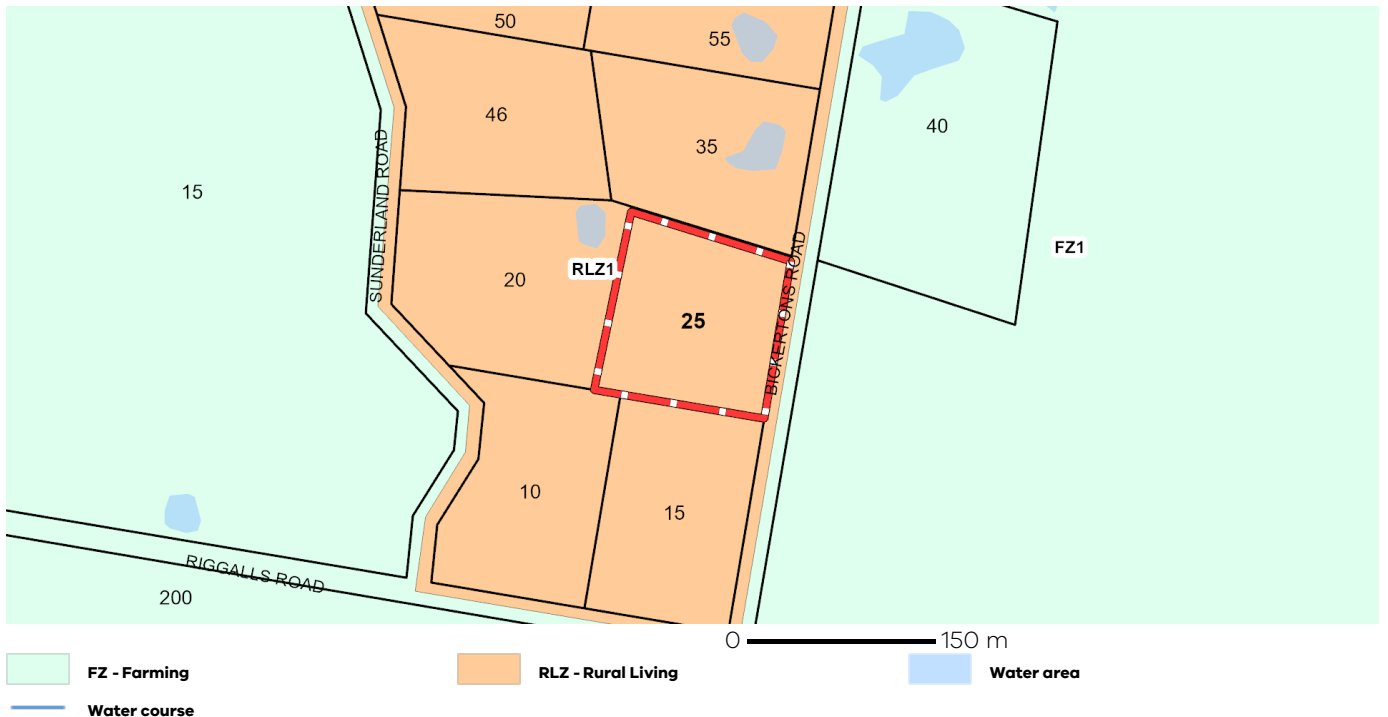 50
55
46
35
40
15
SUNDERLAND ROAD
20
RLZ1
25
BICKERTONS ROAD
FZ1
10
15
RIGGALLS ROAD
200
0 150 m
FZ - Farming
RLZ - Rural Living
Water area
Water course